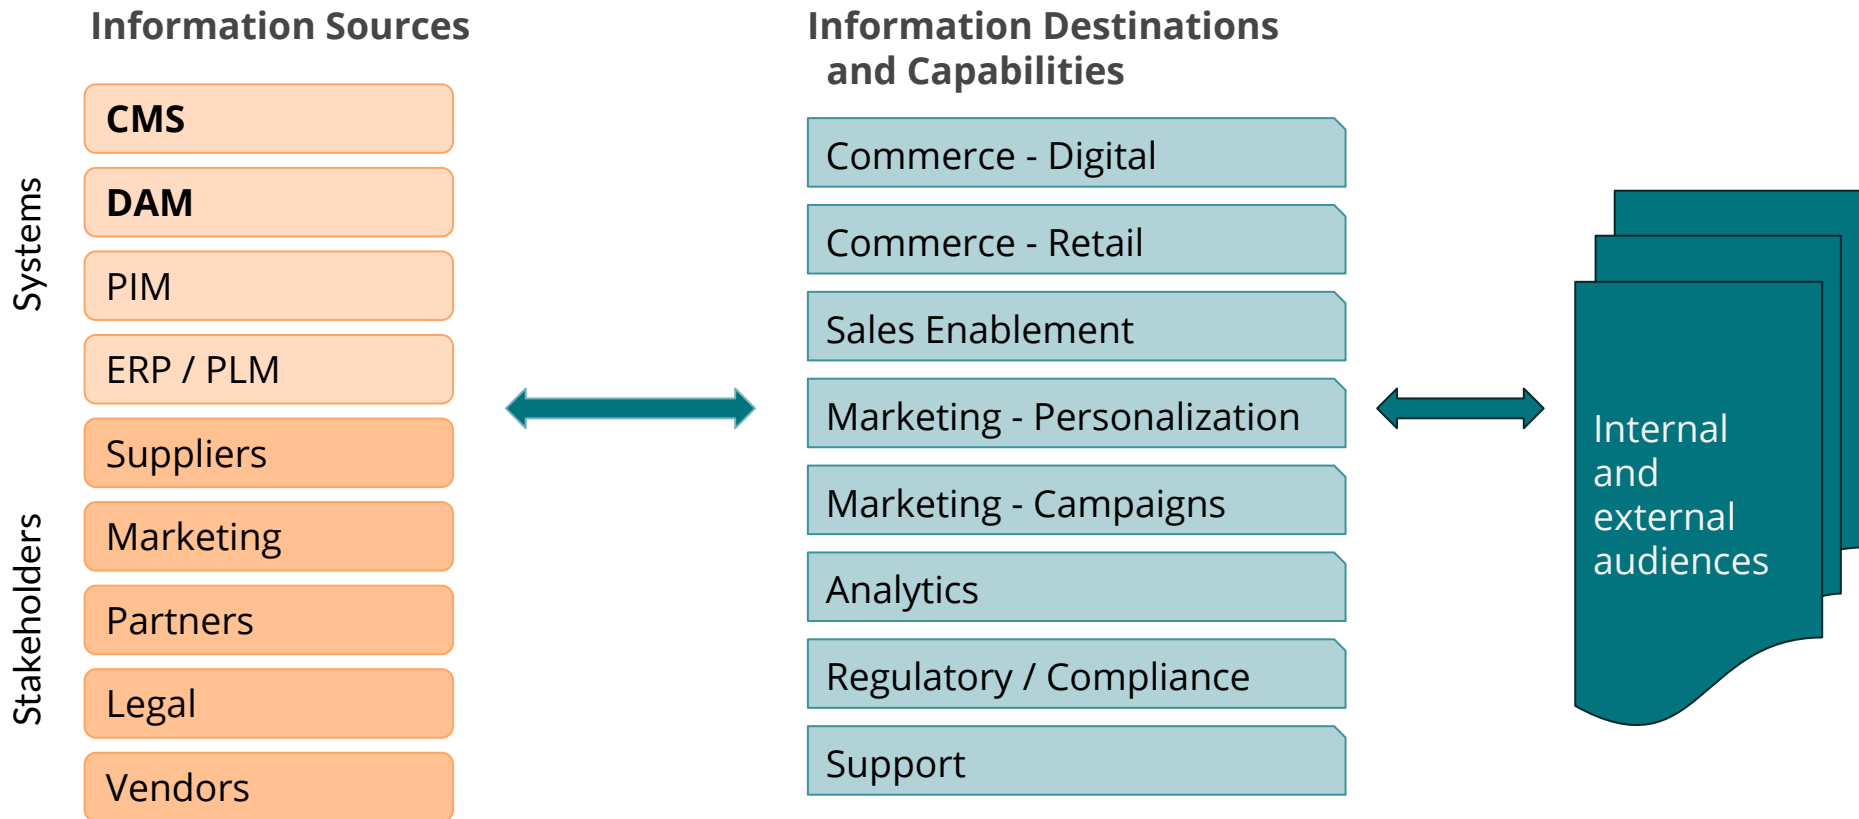 Information Sources
Systems
CMS
DAM
PIM
ERP / PLM
Stakeholders
Suppliers
Marketing
Partners
Legal
Vendors
Information Destinations
and Capabilities
Commerce - Digital
Commerce - Retail
Sales Enablement
Marketing - Personalization
Marketing - Campaigns
Analytics
Regulatory / Compliance
Support
Internal
and
external
audiences